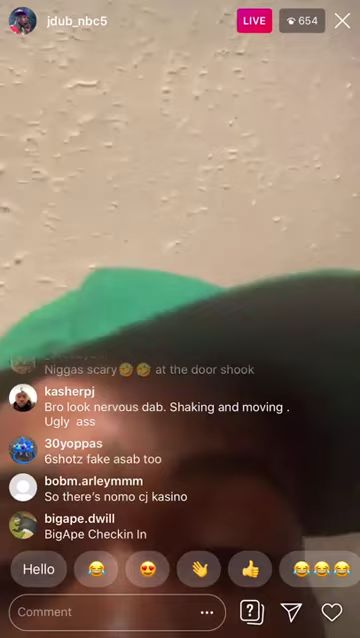 jdub_nbc5
LIVE
654
Niggas scary🤣🤣 at the door shook
kasherpj
Bro look nervous dab. Shaking and moving .
Ugly ass
30yoppas
6shotz fake asab too
bobm.arleymmm
So there's nomo cj kasino
bigape.dwill
BigApe Checkin In
Hello 😂 😍 👋 👍 😂😂😂
Comment